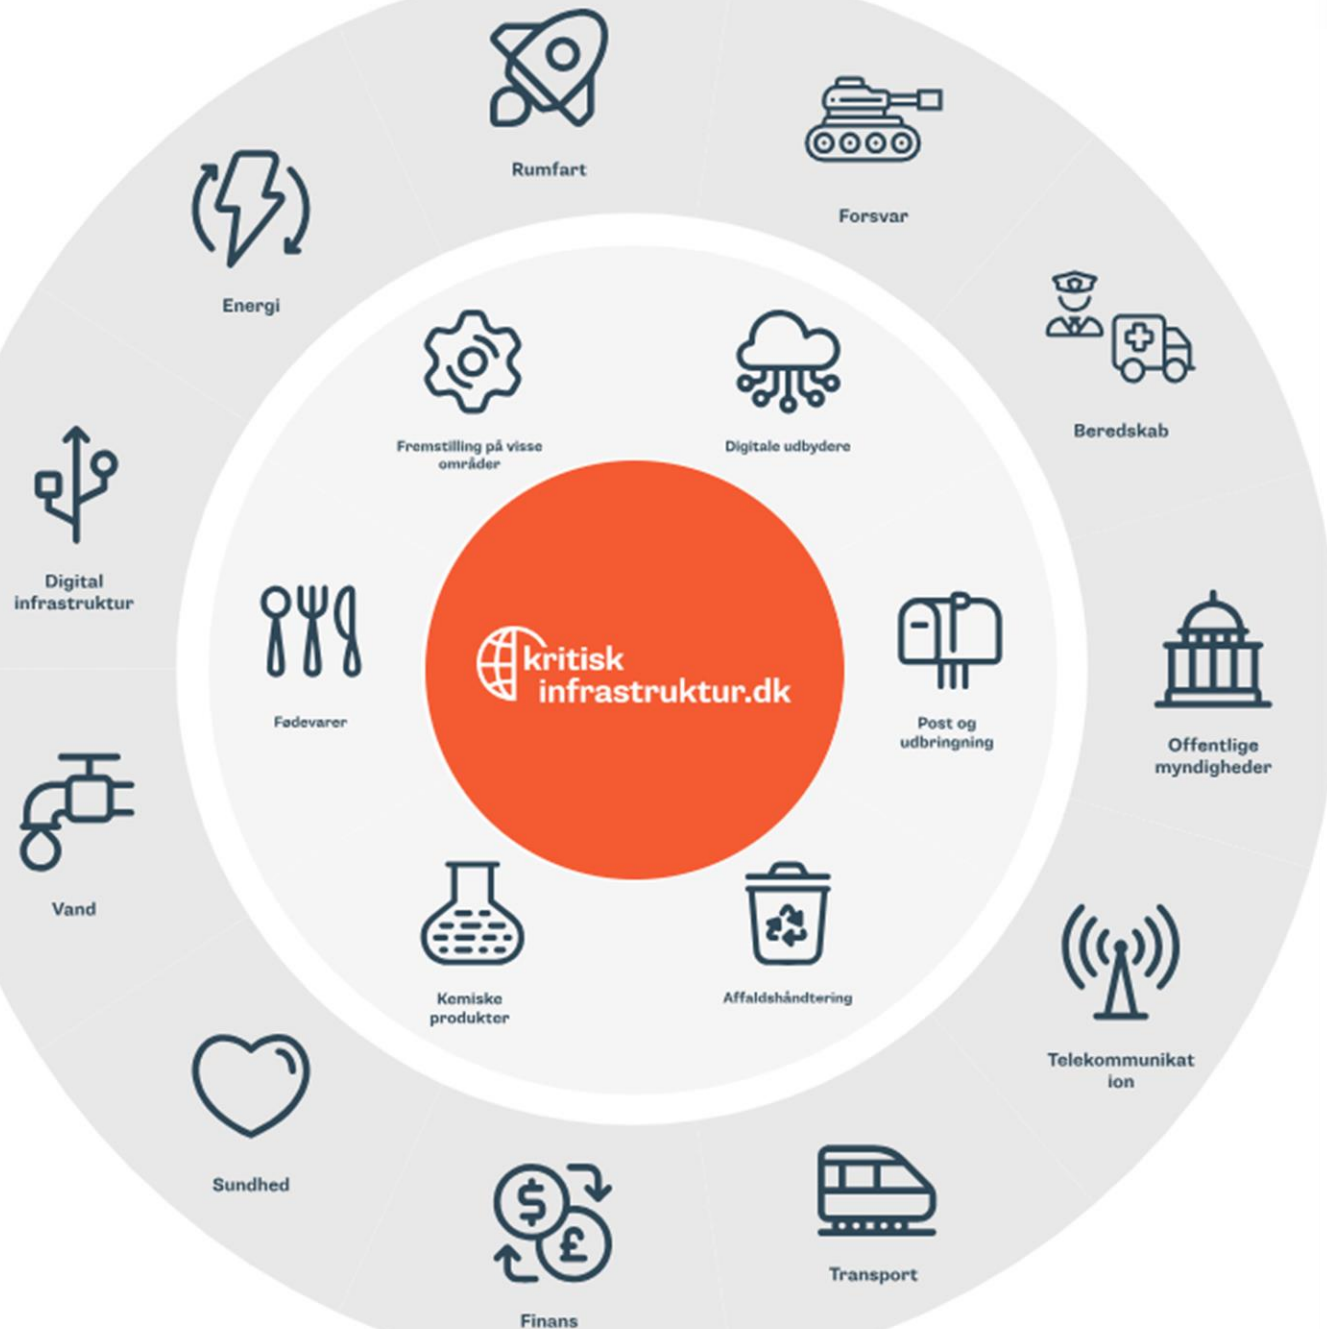 Rumfart
Forsvar
Energi
Beredskab
Fremstilling på visse
områder
Digitale udbydere
Digital
infrastruktur
kritisk
infrastruktur.dk
Fødevarer
Post og
udbringning
Offentlige
myndigheder
Vand
Kemiske
produkter
Affaldshåndtering
Telekommunikat
ion
Sundhed
$
£
Transport
Finans